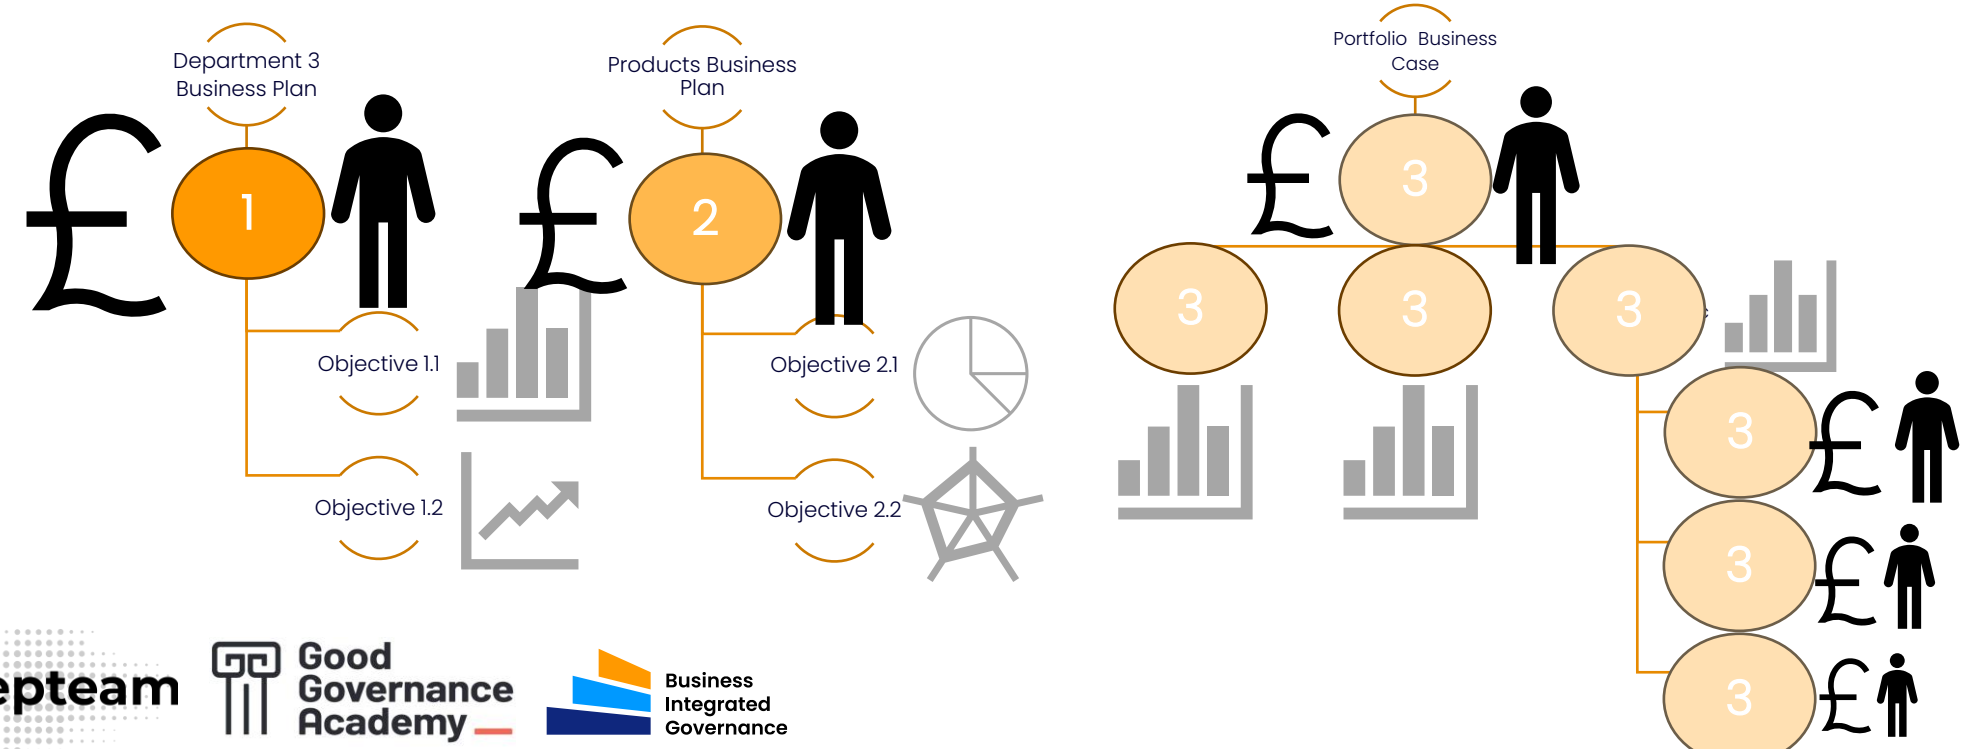 Department 3
Business Plan
1
Objective 1.1
Objective 1.2
Products Business
Plan
2
Objective 2.1
Objective 2.2
Portfolio Business
Case
3
3
3
3
3
3
3
£
£
£
£
£
£
epteam
Good
Governance
Academy
Business
Integrated
Governance